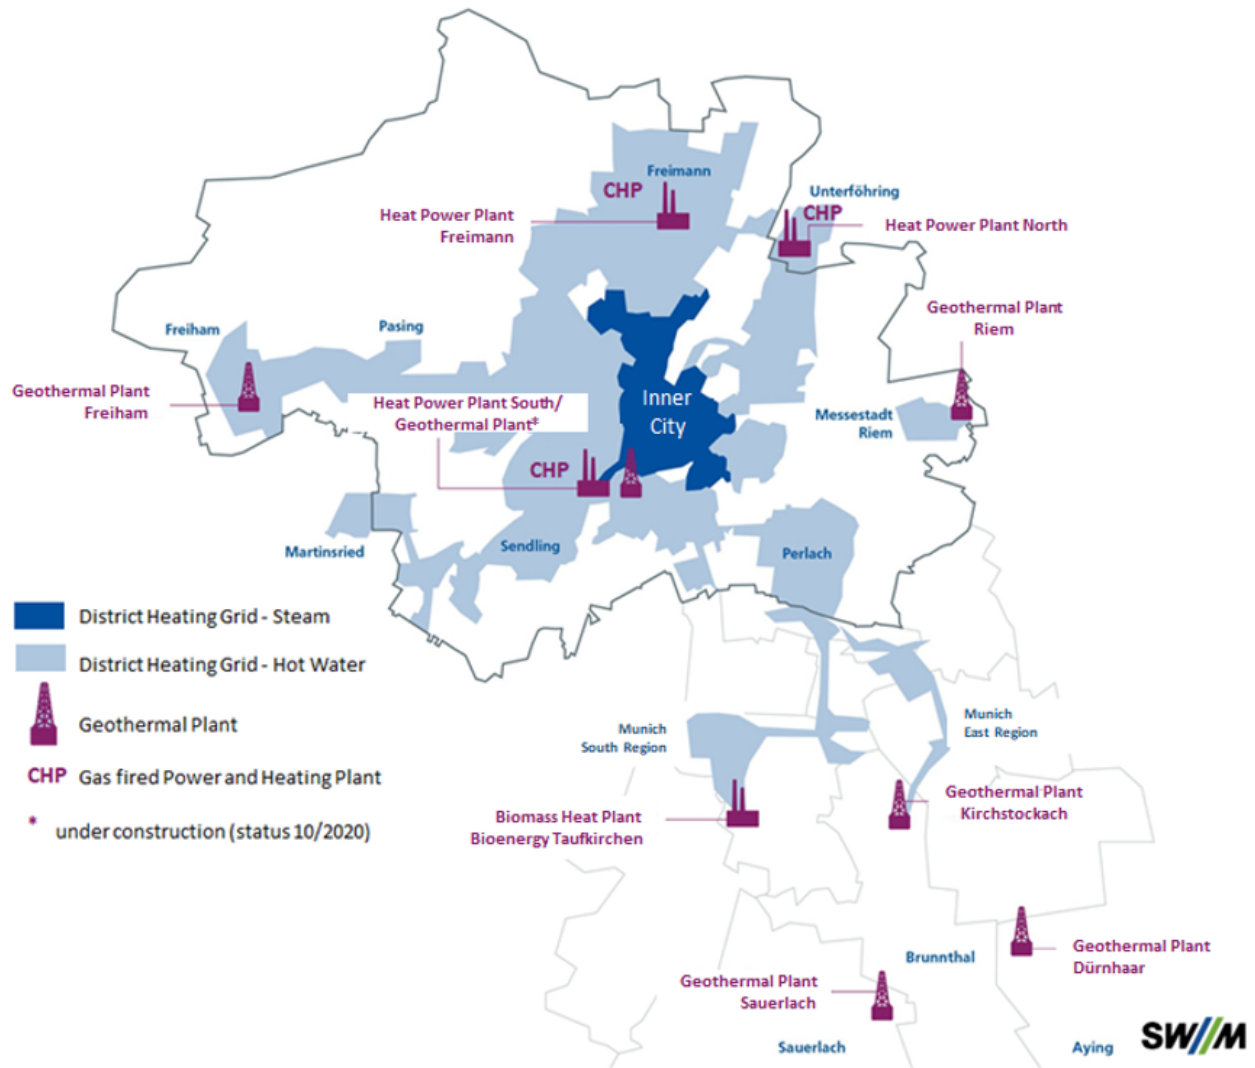 Freimann
CHP
Unterföhring
CHP
Heat Power Plant
Freimann
Heat Power Plant North
Geothermal Plant
Riem
Freiham
Pasing
Geothermal Plant
Freiham
Heat Power Plant South/
Geothermal Plant*
Inner
City
Messestadt
Riem
CHP
Martinsried
Sendling
Perlach
District Heating Grid - Steam
District Heating Grid - Hot Water
Geothermal Plant
CHP Gas fired Power and Heating Plant
* under construction (status 10/2020)
Munich
South Region
Munich
East Region
Biomass Heat Plant
Bioenergy Taufkirchen
Geothermal Plant
Kirchstockach
Brunnthal
Geothermal Plant
Dürnhaar
Geothermal Plant
Sauerlach
Sauerlach
Aying
SW//M